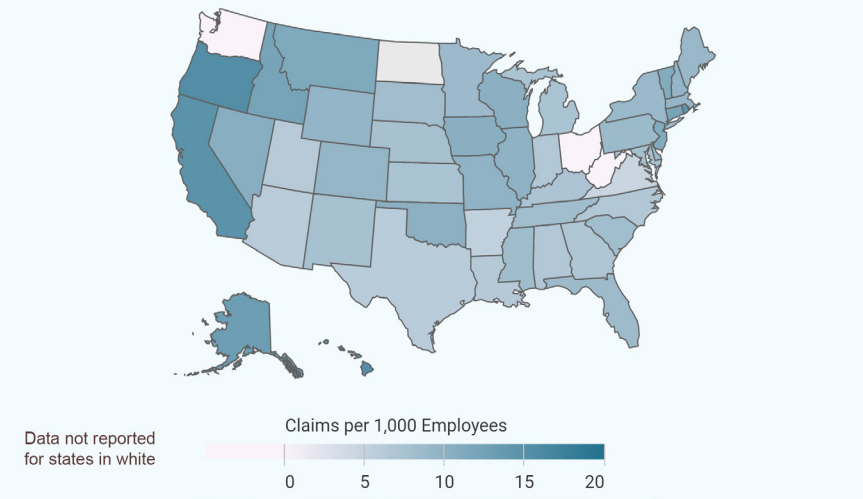 Claims per 1,000 Employees
Data not reported
for states in white
0 5 10 15 20